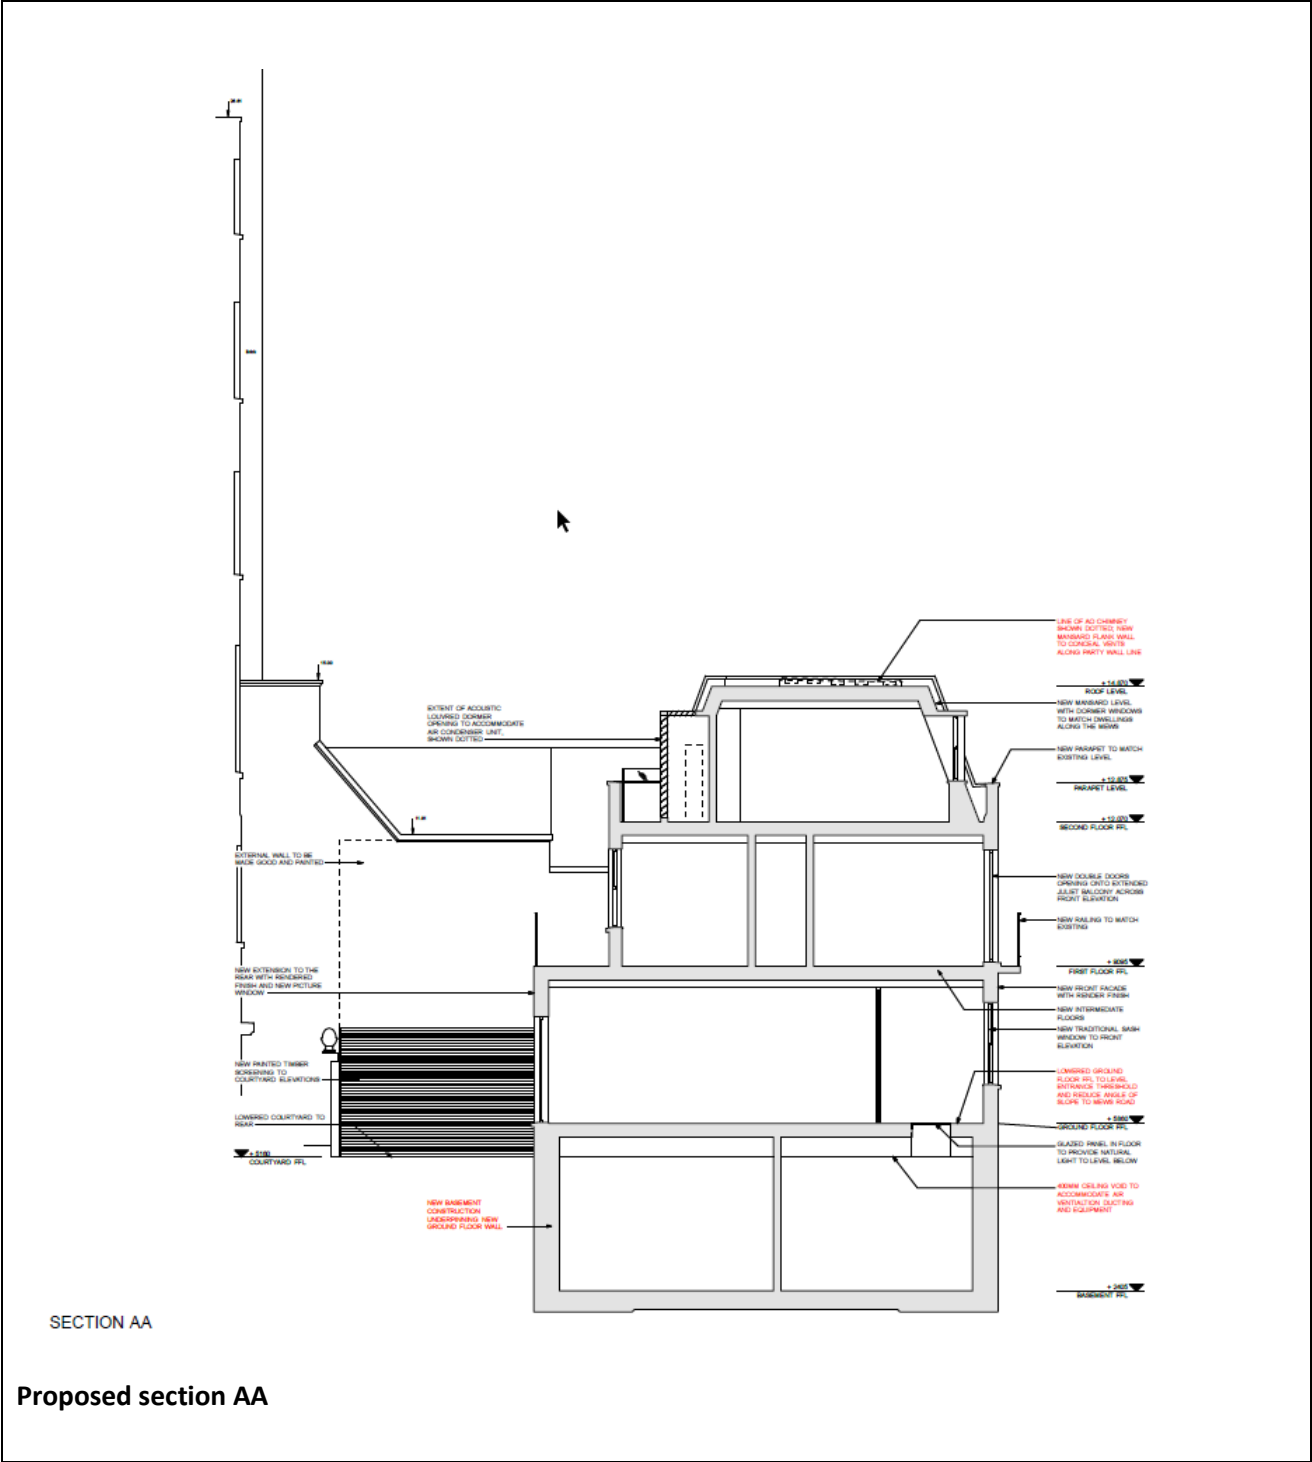 EXTENT OF ACOUSTIC
LOUVRED DORMER
OPENING TO ACCOMMODATE
AIR CONDENSER UNIT,
SHOWN DOTTED
EXTERNAL WALL TO BE
MADE GOOD AND PAINTED
NEW EXTENSION TO THE
REAR WITH RENDERED
FINISH AND NEW PICTURE
WINDOW
NEW PAINTED TIMBER
SCREENING TO
COURTYARD ELEVATIONS
LOWERED COURTYARD TO
REAR
+ 5160
COURTYARD FFL
NEW BASEMENT
CONSTRUCTION
UNDERPINNING NEW
GROUND FLOOR WALL
LINE OF AO CHIMNEY
SHOWN DOTTED; NEW
MANSARD FLANK WALL
TO CONCEAL VENTS
ALONG PARTY WALL LINE
+ 14.870
ROOF LEVEL
NEW MANSARD LEVEL
WITH DORMER WINDOWS
TO MATCH DWELLINGS
ALONG THE MEWS
NEW PARAPET TO MATCH
EXISTING LEVEL
+ 12.875
PARAPET LEVEL
+ 12.070
SECOND FLOOR FFL
NEW DOUBLE DOORS
OPENING ONTO EXTENDED
JULIET BALCONY ACROSS
FRONT ELEVATION
NEW RAILING TO MATCH
EXISTING
FIRST FLOOR FFL
NEW FRONT FACADE
WITH RENDER FINISH
NEW INTERMEDIATE
FLOORS
NEW TRADITIONAL SASH
WINDOW TO FRONT
ELEVATION
LOWERED GROUND
FLOOR FFL TO LEVEL
ENTRANCE THRESHOLD
AND REDUCE ANGLE OF
SLOPE TO MEWS ROAD
GROUND FLOOR FFL
GLAZED PANEL IN FLOOR
TO PROVIDE NATURAL
LIGHT TO LEVEL BELOW
400MM CEILING VOID TO
ACCOMMODATE AIR
VENTIALTION DUCTING
AND EQUIPMENT
BASEMENT FFL
SECTION AA
Proposed section AA